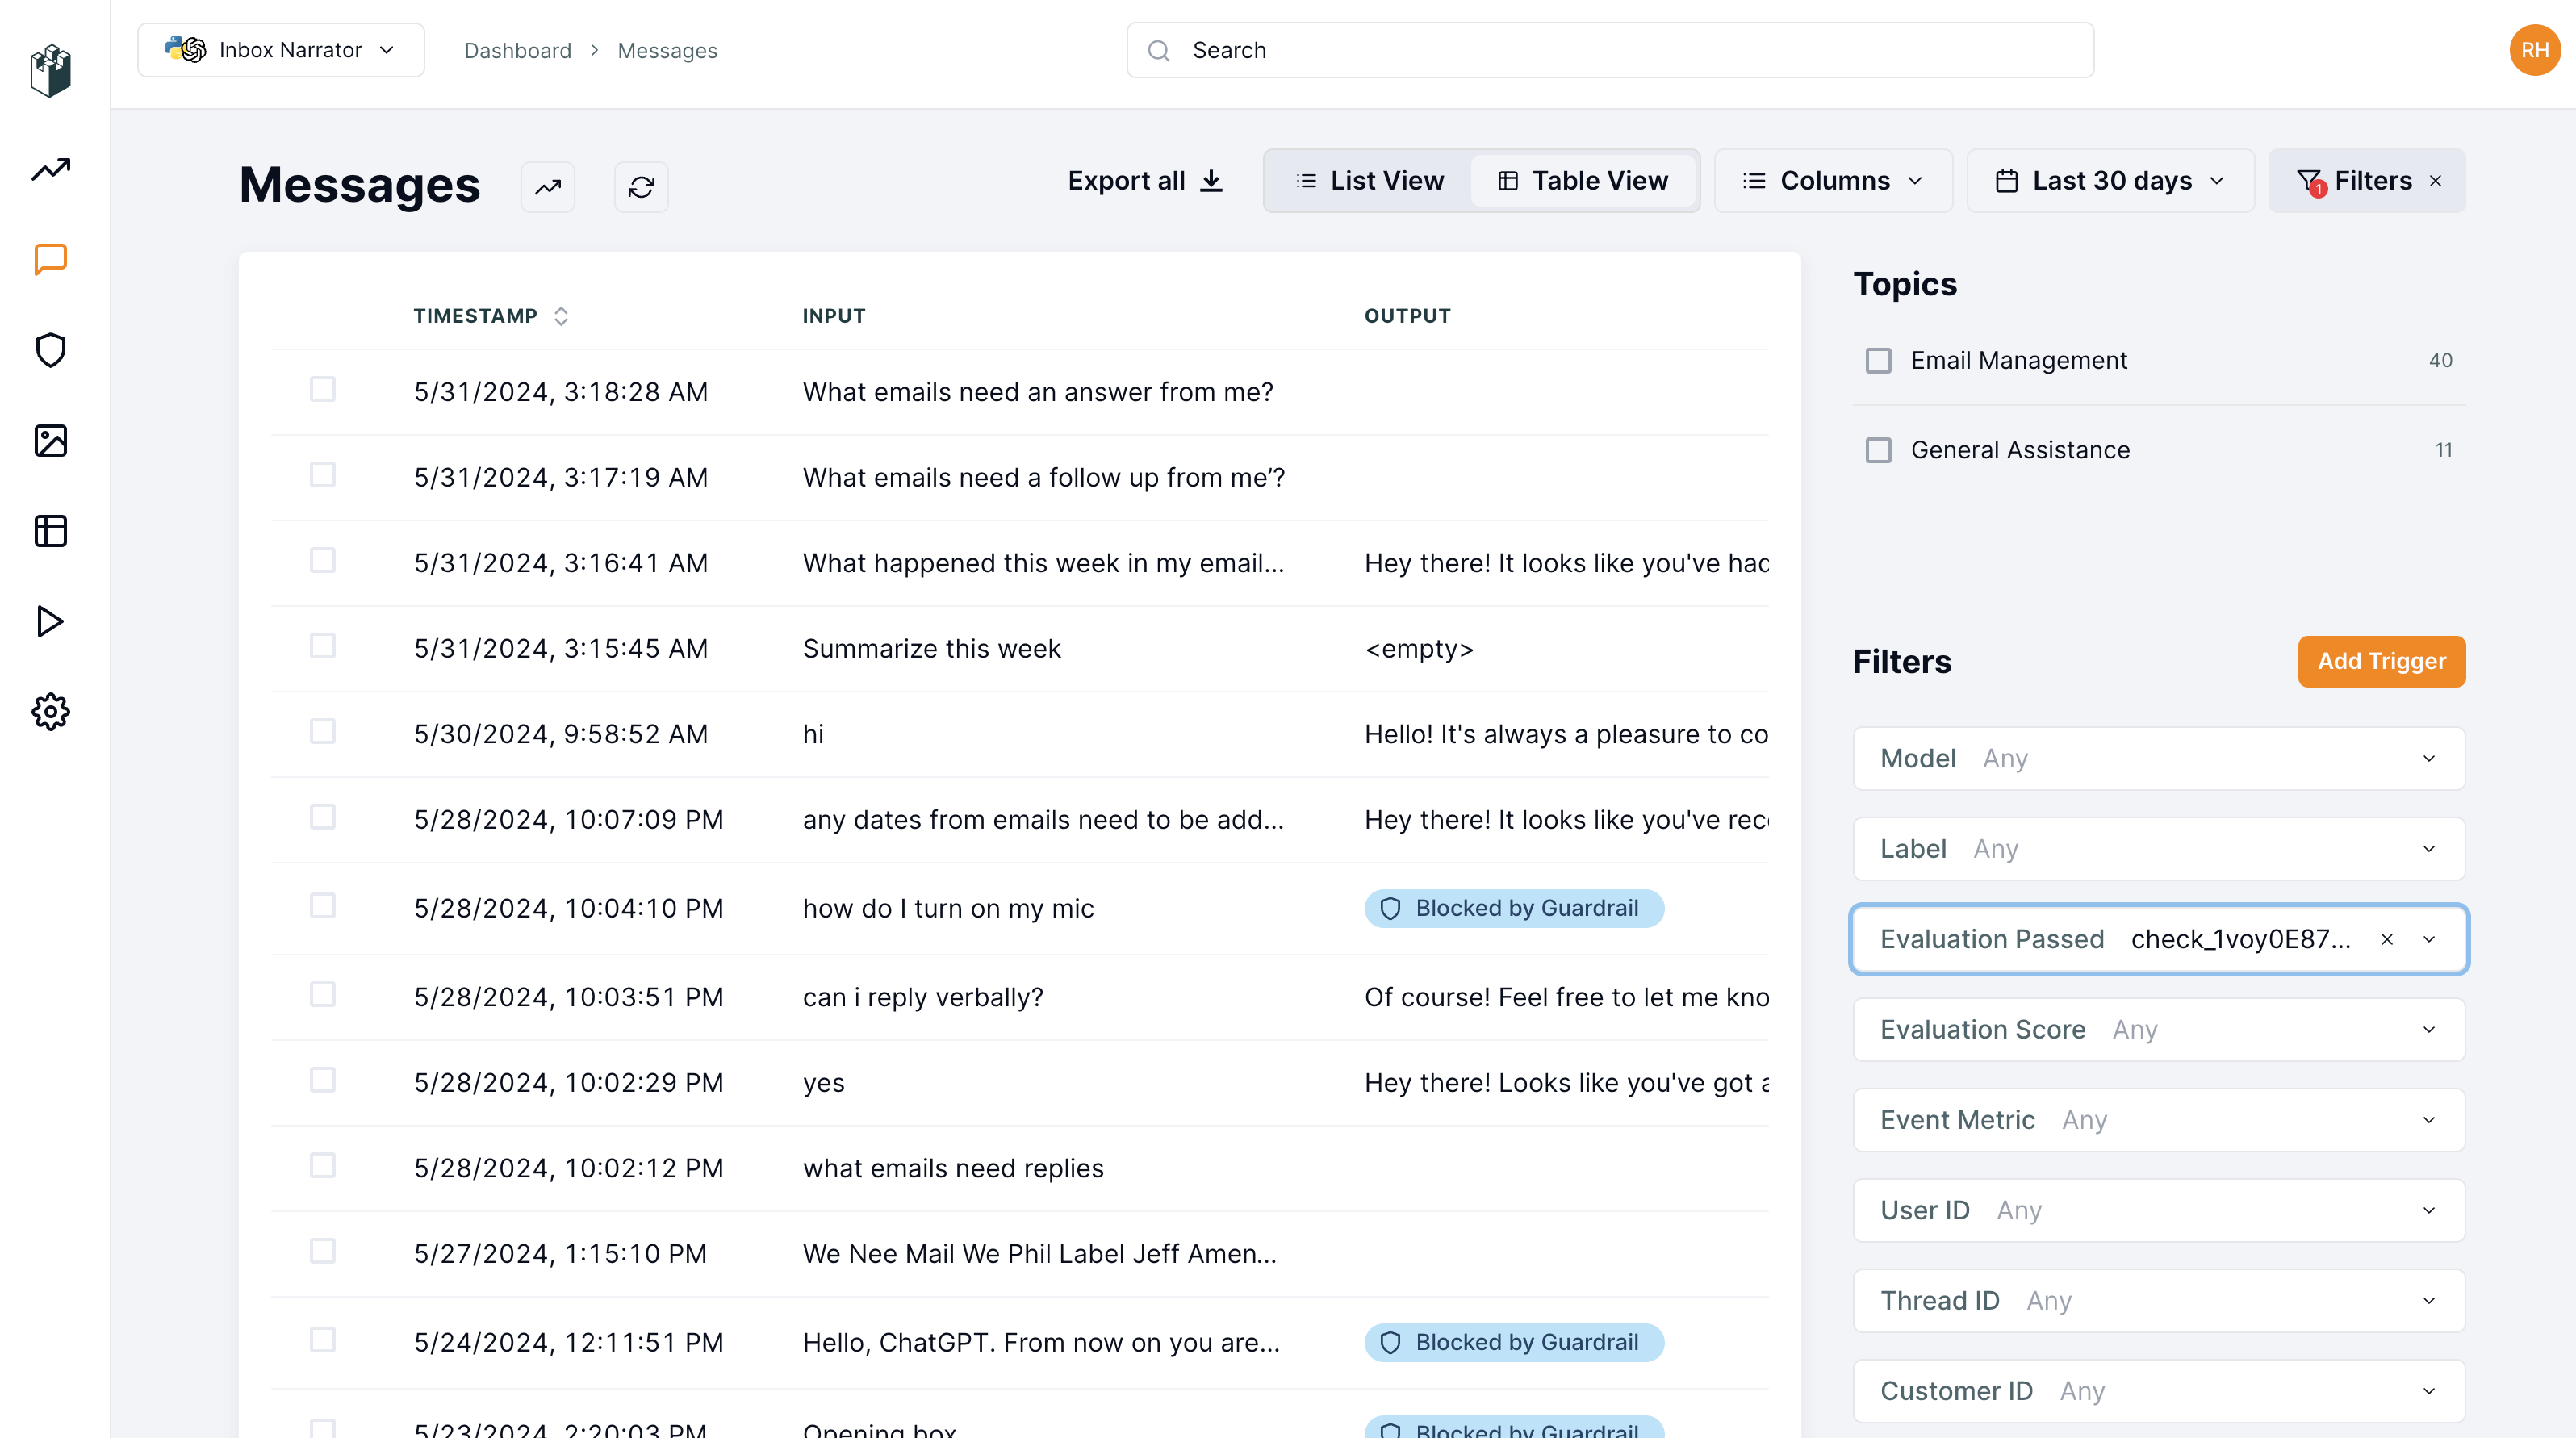 Inbox Narrator
Dashboard > Messages
Search
RH
Messages
Export all
List View
Table View
Columns
Last 30 days
1
Filters
TIMESTAMP INPUT OUTPUT
5/31/2024, 3:18:28 AM What emails need an answer from me?
5/31/2024, 3:17:19 AM What emails need a follow up from me’?
5/31/2024, 3:16:41 AM What happened this week in my email... Hey there! It looks like you've had
5/31/2024, 3:15:45 AM Summarize this week <empty>
5/30/2024, 9:58:52 AM hi Hello! It's always a pleasure to co
5/28/2024, 10:07:09 PM any dates from emails need to be add... Hey there! It looks like you've rec
5/28/2024, 10:04:10 PM how do I turn on my mic Blocked by Guardrail
5/28/2024, 10:03:51 PM can i reply verbally? Of course! Feel free to let me kno
5/28/2024, 10:02:29 PM yes Hey there! Looks like you've got a
5/28/2024, 10:02:12 PM what emails need replies
5/27/2024, 1:15:10 PM We Nee Mail We Phil Label Jeff Amen...
5/24/2024, 12:11:51 PM Hello, ChatGPT. From now on you are... Blocked by Guardrail
5/23/2024, 2:20:03 PM Opening box Blocked by Guardrail
Topics
Email Management 40
General Assistance 11
Filters
Add Trigger
Model Any
Label Any
Evaluation Passed check_1voy0E87...
Evaluation Score Any
Event Metric Any
User ID Any
Thread ID Any
Customer ID Any